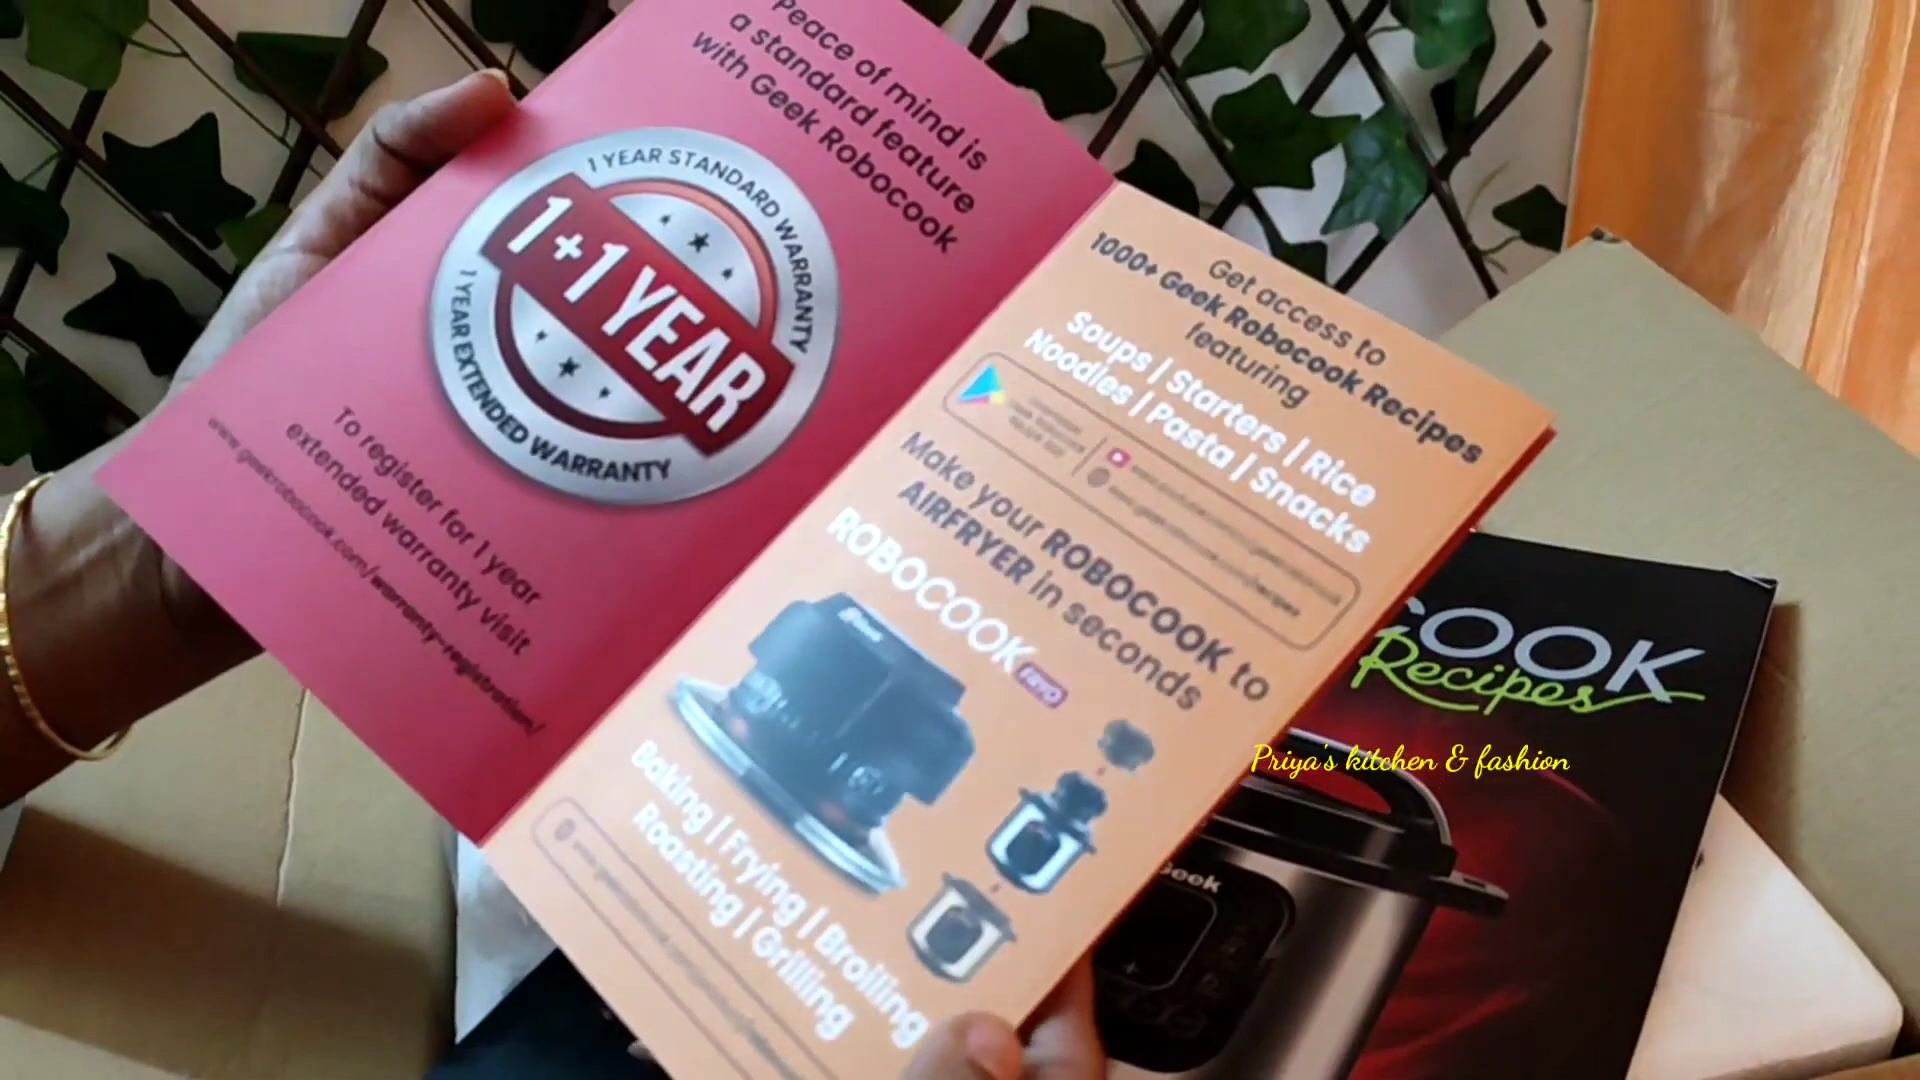 Peace of mind is
a standard feature
with Geek Robocook
1 YEAR STANDARD WARRANTY
1+1 YEAR
1 YEAR EXTENDED WARRANTY
To register for 1 year
extended warranty visit
www.geekrobocook.com/warranty-registration/
Get access to
1000+ Geek Robocook Recipes
featuring
Soups | Starters | Rice
Noodles | Pasta | Snacks
Make your ROBOCOOK to
AIRFRYER in seconds
ROBOCOOK
Baking | Frying | Broiling
Roasting | Grilling
COOK
Recipes
Priya's kitchen & fashion
Geek